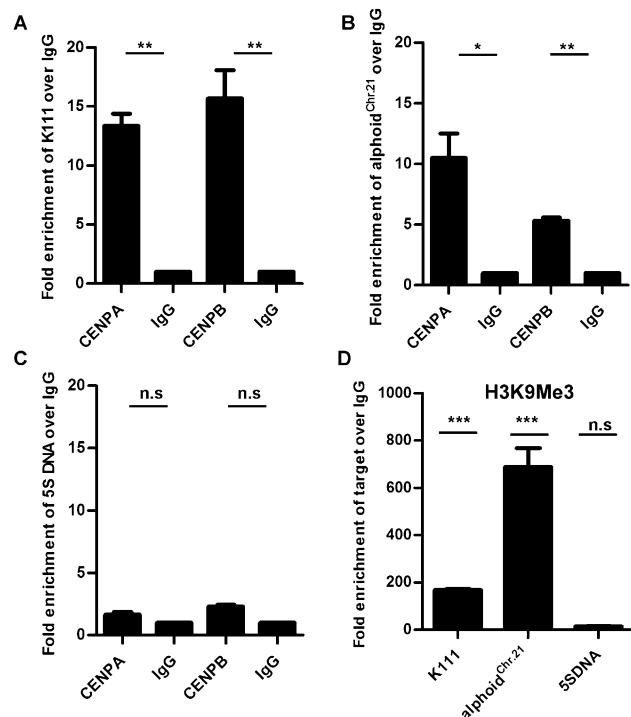 A
Fold enrichment of K111 over IgG
20
15
10
5
0
**
**
CENPA
IgG
CENPB
IgG
B
Fold enrichment of alphoidChr.21 over IgG
20
15
10
5
0
*
**
CENPA
IgG
CENPB
IgG
C
Fold enrichment of 5S DNA over IgG
20
15
10
5
0
n.s
n.s
CENPA
IgG
CENPB
IgG
D
H3K9Me3
Fold enrichment of target over IgG
1000
800
600
400
200
0
***
***
n.s
K111
alphoidChr.21
5SDNA